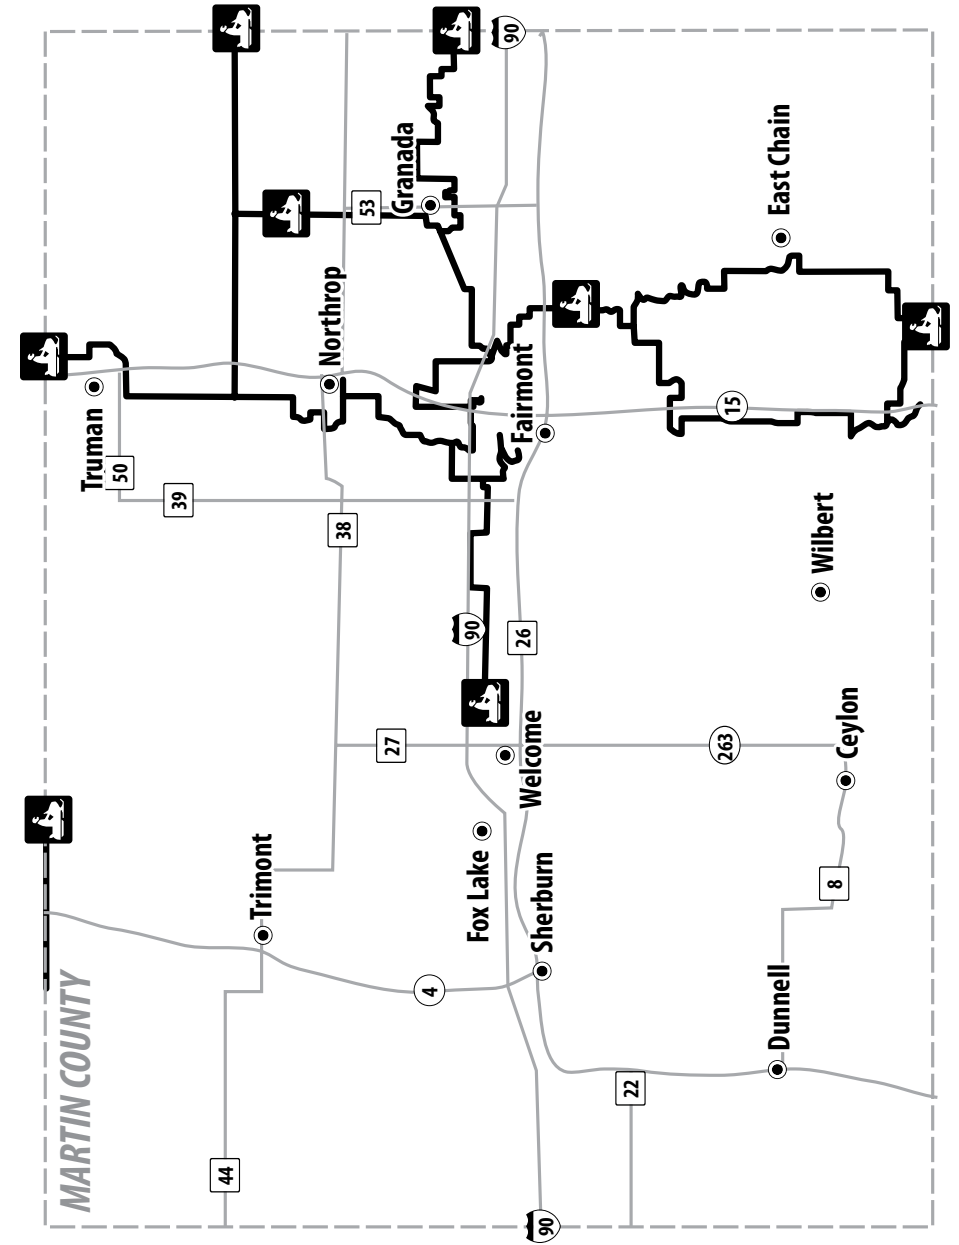 MARTIN COUNTY
Truman
50
39
44
Trimont
Northrop
38
53
27
Granada
4
90
Fox Lake
90
26
Fairmont
Welcome
Sherburn
90
22
263
15
Dunnell
East Chain
Wilbert
8
Ceylon